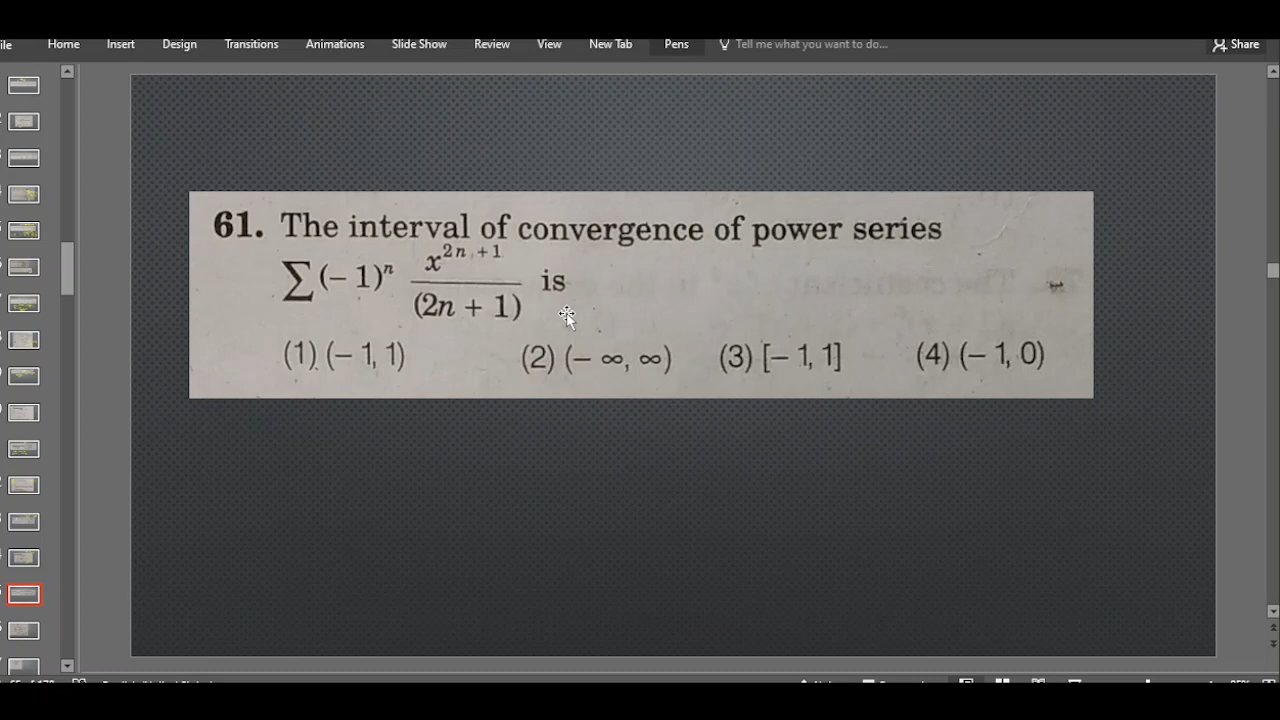 Home Insert Design Transitions Animations Slide Show Review View New Tab Pens Tell me what you want to do... Share
61. The interval of convergence of power series
∑(– 1)ⁿ x²ⁿ⁺¹/(2n + 1) is
(1) (– 1, 1) (2) (– ∞, ∞) (3) [– 1, 1] (4) (– 1, 0)